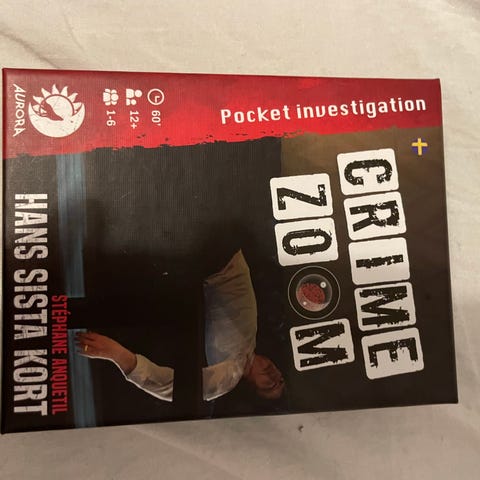 Pocket investigation
CRIME
ZOOM
60'
12+
1-6
AURORA
STÉPHANE ANQUETIL
HANS SISTA KORT